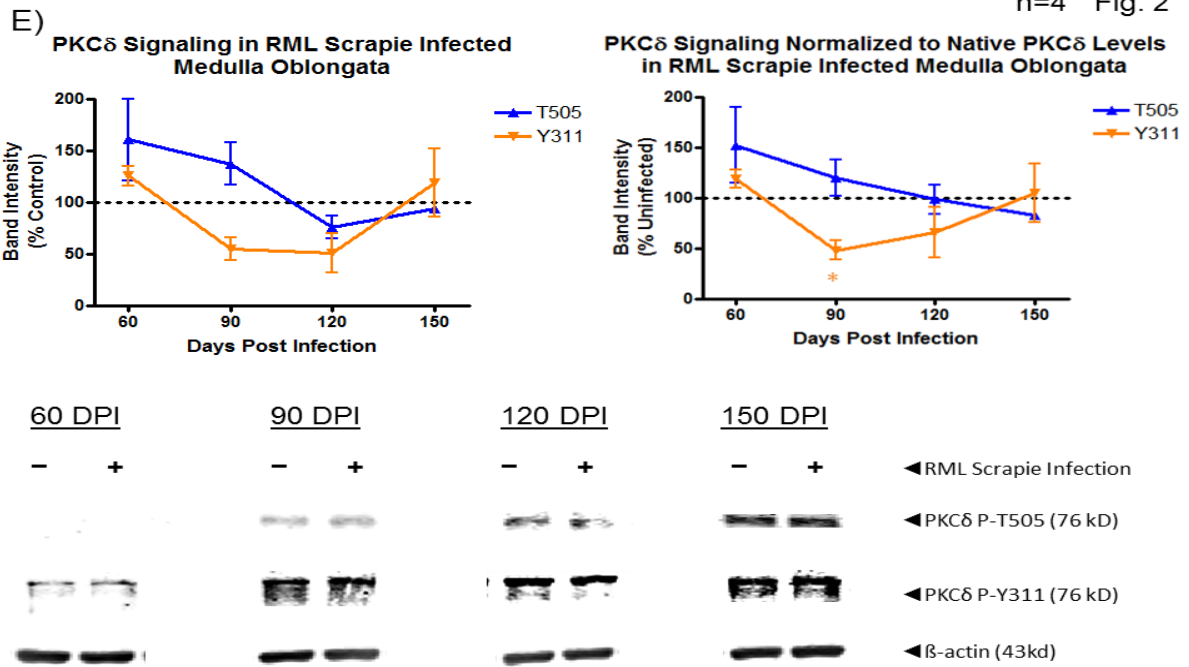 n=4 Fig. 2
E)
PKCδ Signaling in RML Scrapie Infected
Medulla Oblongata
200
150
100
50
0
60 90 120 150
Band Intensity
(% Control)
Days Post Infection
T505
Y311
PKCδ Signaling Normalized to Native PKCδ Levels
in RML Scrapie Infected Medulla Oblongata
200
150
100
50
0
*
60 90 120 150
Band Intensity
(% Uninfected)
Days Post Infection
T505
Y311
60 DPI 90 DPI 120 DPI 150 DPI
– + – + – + – + ◄RML Scrapie Infection
◄PKCδ P-T505 (76 kD)
◄PKCδ P-Y311 (76 kD)
◄ß-actin (43kd)